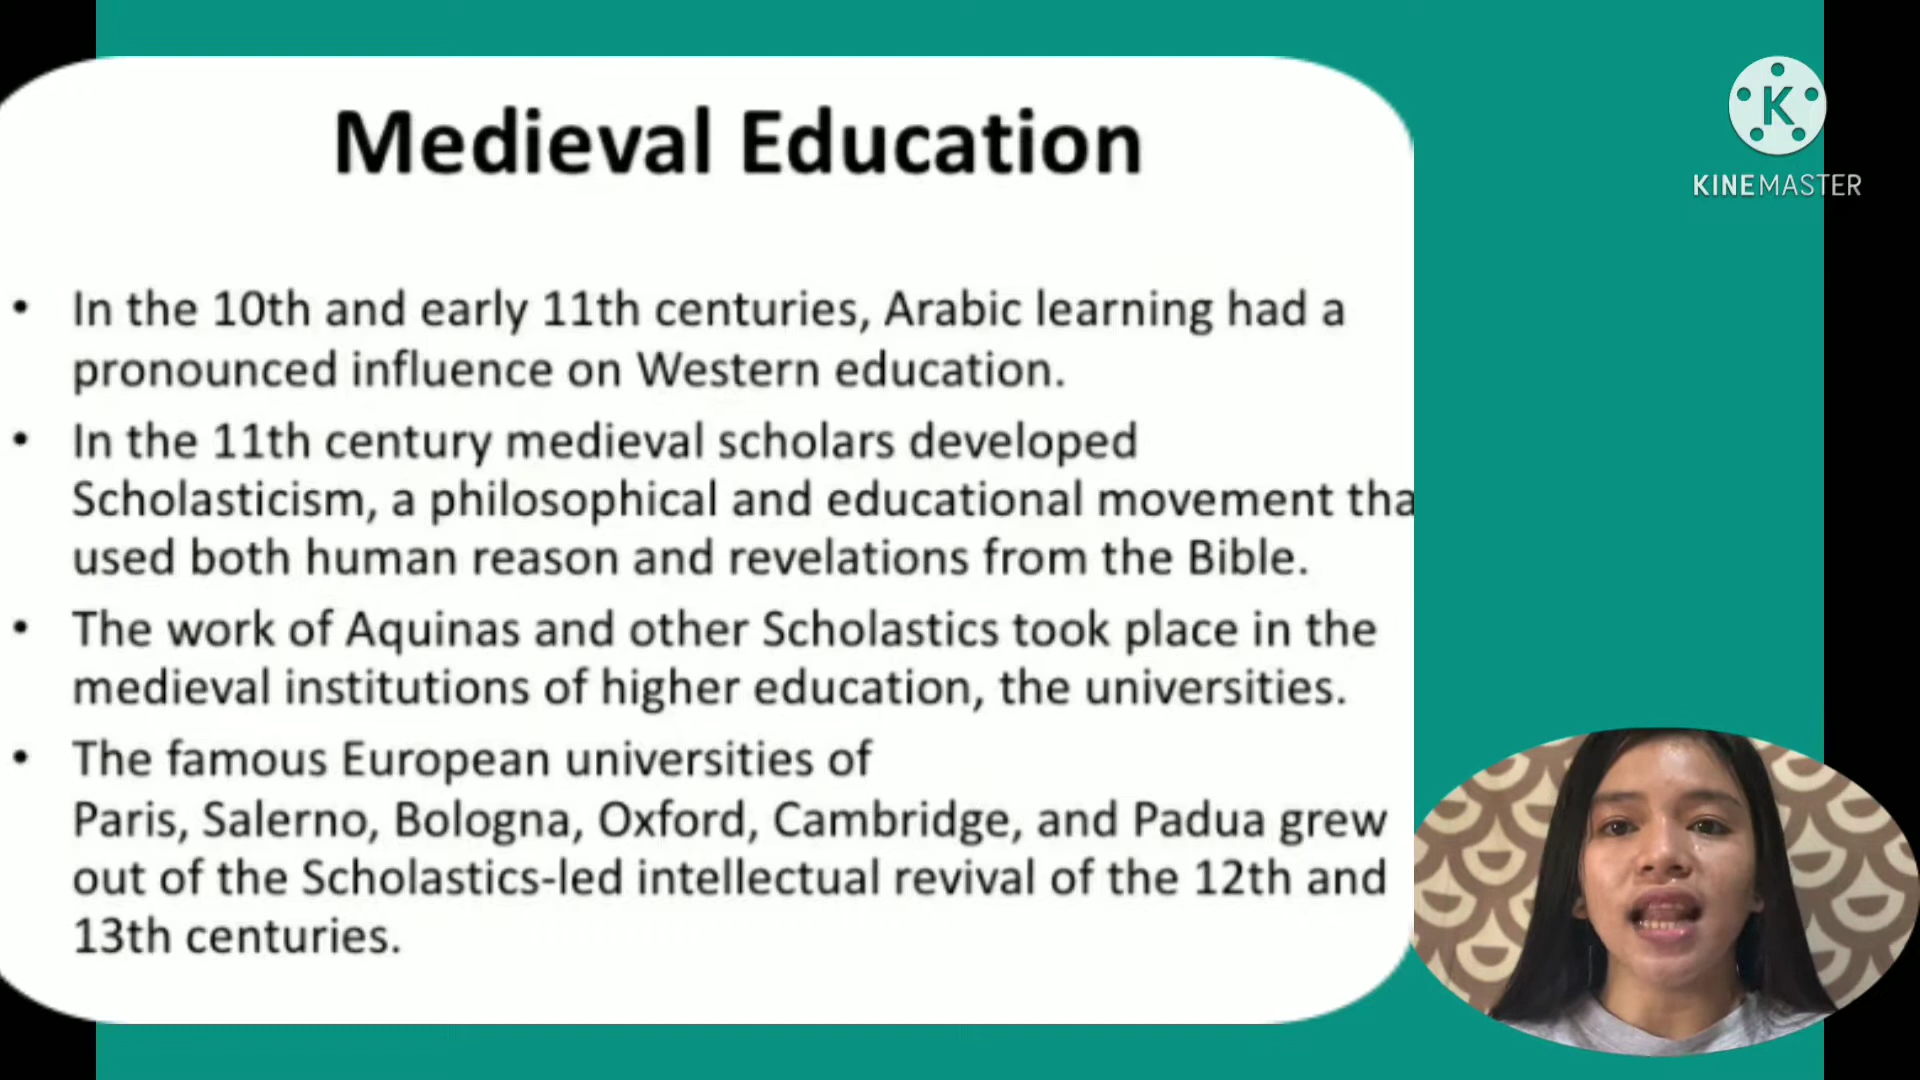 Medieval Education
K
KINEMASTER
• In the 10th and early 11th centuries, Arabic learning had a
pronounced influence on Western education.
• In the 11th century medieval scholars developed
Scholasticism, a philosophical and educational movement tha
used both human reason and revelations from the Bible.
• The work of Aquinas and other Scholastics took place in the
medieval institutions of higher education, the universities.
• The famous European universities of
Paris, Salerno, Bologna, Oxford, Cambridge, and Padua grew
out of the Scholastics-led intellectual revival of the 12th and
13th centuries.